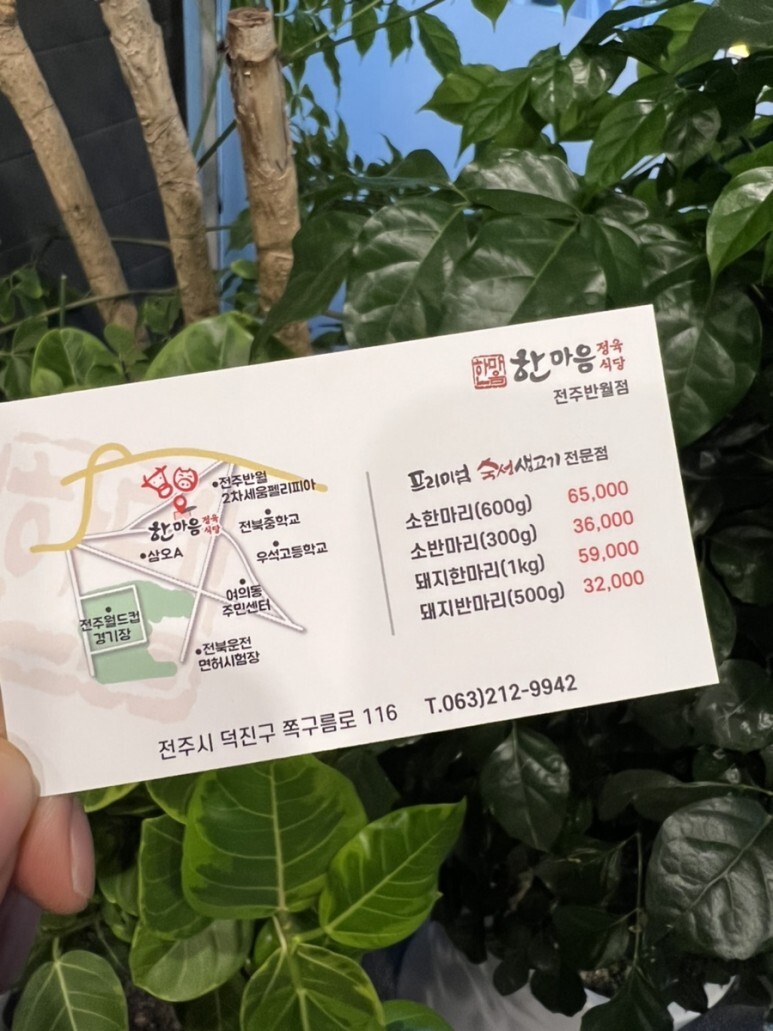 한마음
한마음 정육
식당
전주반월점
프리미엄 숙성생고기 전문점
소한마리(600g) 65,000
소반마리(300g) 36,000
돼지한마리(1kg) 59,000
돼지반마리(500g) 32,000
전주반월
2차세움펠리피아
한마음 정육
식당
전북중학교
삼오A
우석고등학교
여의동
주민센터
전주월드컵
경기장
전북운전
면허시험장
전주시 덕진구 쪽구름로 116 T.063)212-9942